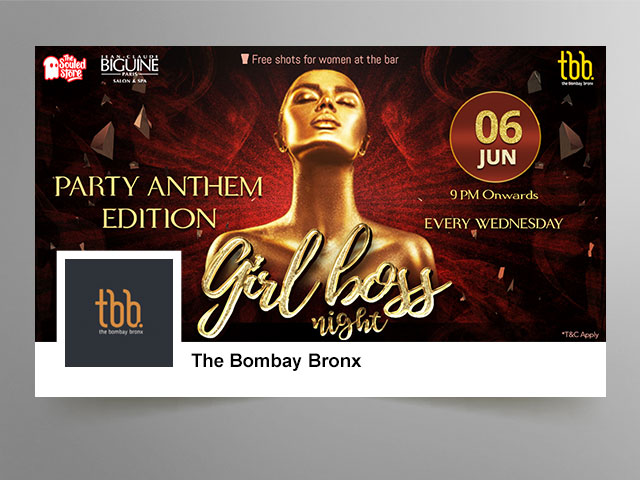 The
Souled
Store
JEAN-CLAUDE
BIGUINE
PARIS
SALON & SPA
Free shots for women at the bar
tbb.
the bombay bronx
06
JUN
9 PM Onwards
EVERY WEDNESDAY
PARTY ANTHEM
EDITION
Girl boss
night
*T&C Apply
tbb.
the bombay bronx
The Bombay Bronx